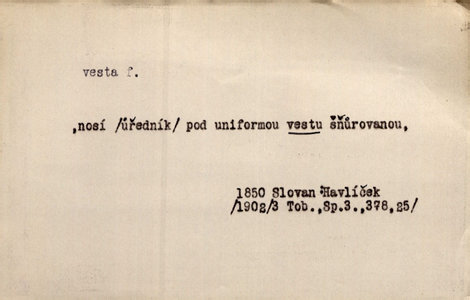 vesta f.
„nosí /úředník/ pod uniformou vestu šňůrovanou„
1850 Slovan Havlíček
/1902/3 Tob.,Sp.3.,378,25/